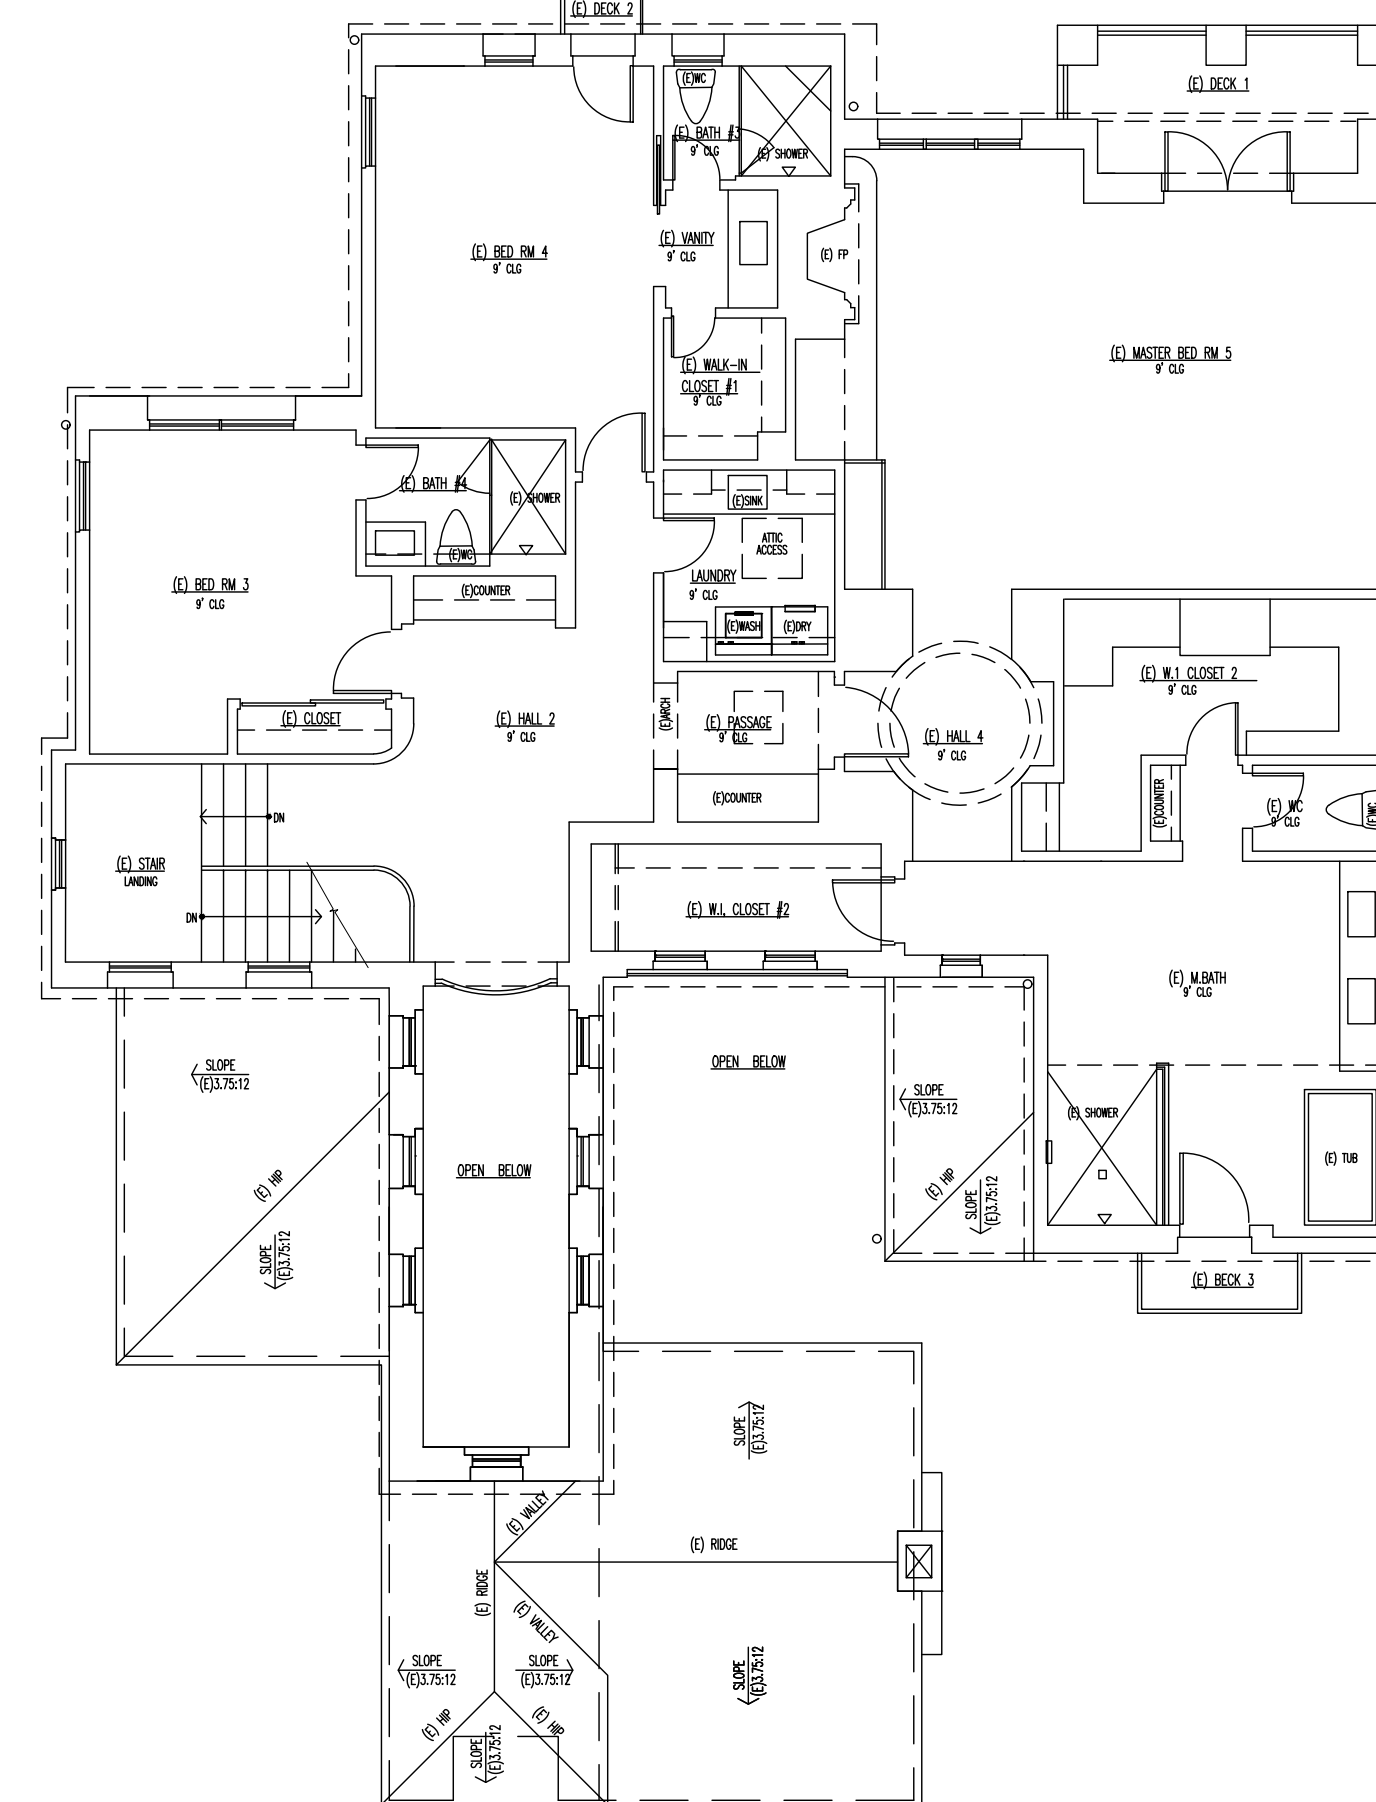 (E) DECK 2
(E) DECK 1
(E)WC
(E) BATH #3
9' CLG
(E) SHOWER
(E) BED RM 4
9' CLG
(E) VANITY
9' CLG
(E) FP
(E) MASTER BED RM 5
9' CLG
(E) WALK-IN
CLOSET #1
9' CLG
(E) BATH #4
(E) SHOWER
(E)WC
(E)SINK
ATTIC
ACCESS
(E) BED RM 3
9' CLG
(E)COUNTER
LAUNDRY
9' CLG
(E)WASH
(E)DRY
(E) W.1 CLOSET 2
9' CLG
(E) CLOSET
(E) HALL 2
9' CLG
(E)ARCH
(E) PASSAGE
9' CLG
(E) HALL 4
9' CLG
(E)COUNTER
(E)COUNTER
(E) WC
9' CLG
(E)WC
DN
(E) STAIR
LANDING
DN
(E) W.I. CLOSET #2
(E) M.BATH
9' CLG
SLOPE
(E)3.75:12
OPEN BELOW
SLOPE
(E)3.75:12
(E) SHOWER
(E) TUB
OPEN BELOW
(E) HIP
(E) HIP
SLOPE
(E)3.75:12
SLOPE
(E)3.75:12
(E) BECK 3
SLOPE
(E)3.75:12
(E) VALLEY
(E) RIDGE
(E) RIDGE
(E) VALLEY
SLOPE
(E)3.75:12
SLOPE
(E)3.75:12
SLOPE
(E)3.75:12
(E) HIP
(E) HIP
SLOPE
(E)3.75:12